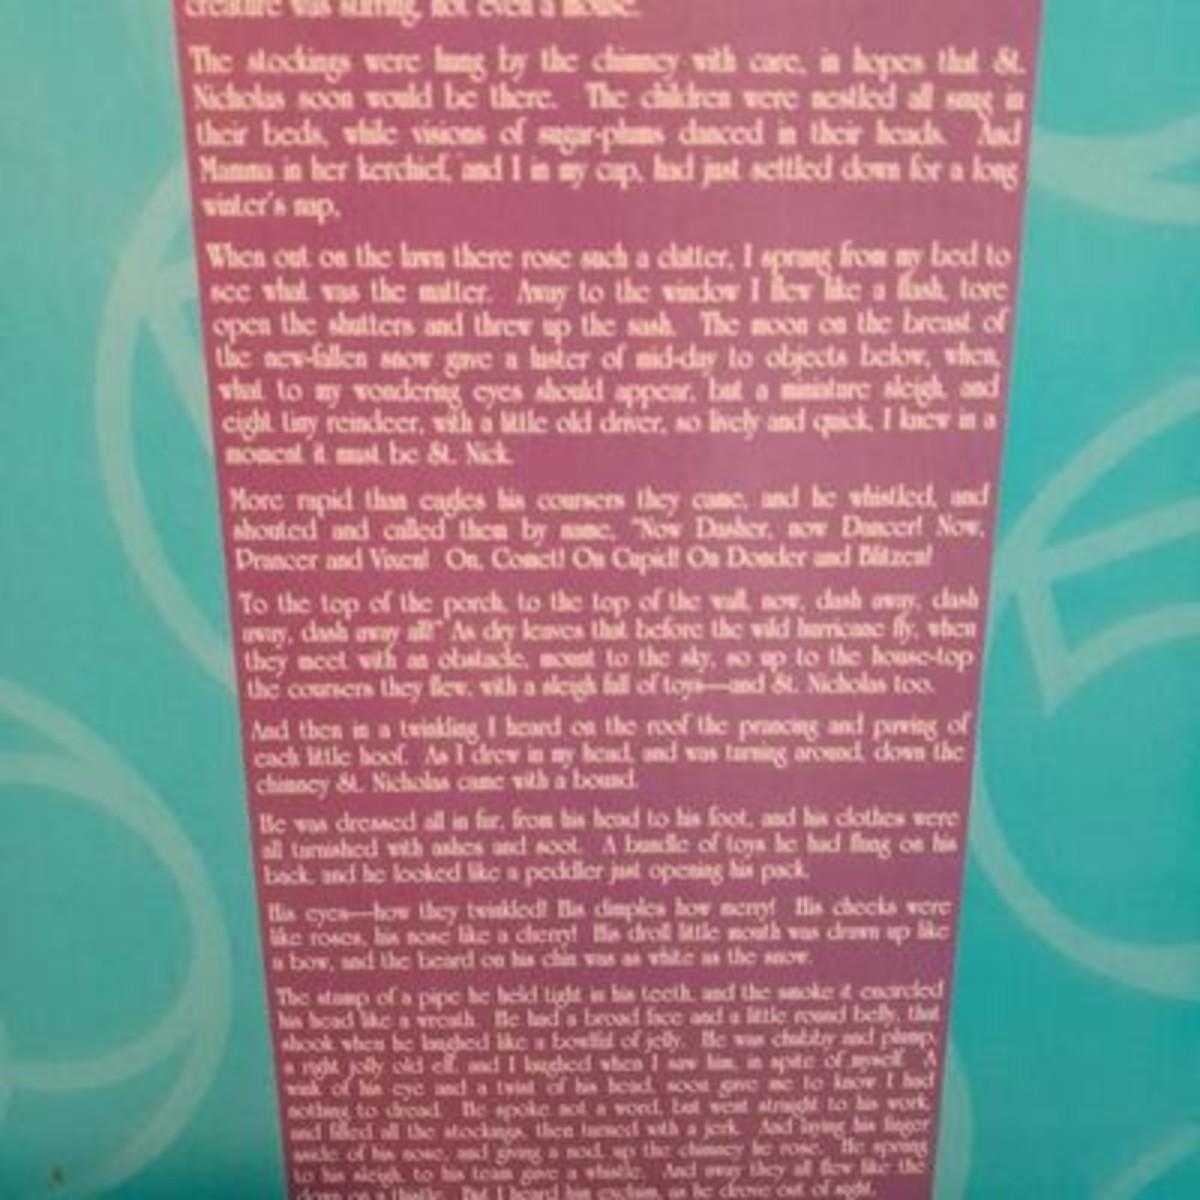 creature was stirring, not even a mouse.
The stockings were hung by the chimney with care, in hopes that St.
Nicholas soon would be there. The children were nestled all snug in
their beds, while visions of sugar-plums danced in their heads. And
Mamma in her kerchief, and I in my cap, had just settled down for a long
winter's nap,
When out on the lawn there rose such a clatter, I sprang from my bed to
see what was the matter. Away to the window I flew like a flash, tore
open the shutters and threw up the sash. The moon on the breast of
the new-fallen snow gave a luster of mid-day to objects below, when,
what to my wondering eyes should appear, but a miniature sleigh, and
eight tiny reindeer, with a little old driver, so lively and quick, I knew in a
moment it must be St. Nick.
More rapid than eagles his coursers they came, and he whistled, and
shouted and called them by name, "Now Dasher, now Dancer! Now,
Prancer and Vixen! On, Comet! On Cupid! On Donder and Blitzen!
To the top of the porch, to the top of the wall, now, dash away, dash
away, dash away all!" As dry leaves that before the wild hurricane fly, when
they meet with an obstacle, mount to the sky, so up to the house-top
the coursers they flew, with a sleigh full of toys—and St. Nicholas too.
And then in a twinkling I heard on the roof the prancing and pawing of
each little hoof. As I drew in my head, and was turning around, down the
chimney St. Nicholas came with a bound.
He was dressed all in fur, from his head to his foot, and his clothes were
all tarnished with ashes and soot. A bundle of toys he had flung on his
back, and he looked like a peddler just opening his pack.
His eyes—how they twinkled! His dimples how merry! His cheeks were
like roses, his nose like a cherry! His droll little mouth was drawn up like
a bow, and the beard on his chin was as white as the snow.
The stump of a pipe he held tight in his teeth, and the smoke it encircled
his head like a wreath. He had a broad face and a little round belly, that
shook when he laughed like a bowlful of jelly. He was chubby and plump,
a right jolly old elf, and I laughed when I saw him, in spite of myself. A
wink of his eye and a twist of his head, soon gave me to know I had
nothing to dread. He spoke not a word, but went straight to his work,
and filled all the stockings, then turned with a jerk. And laying his finger
aside of his nose, and giving a nod, up the chimney he rose. He sprang
to his sleigh, to his team gave a whistle, And away they all flew like the
down on a thistle. But I heard him exclaim, as he drove out of sight,